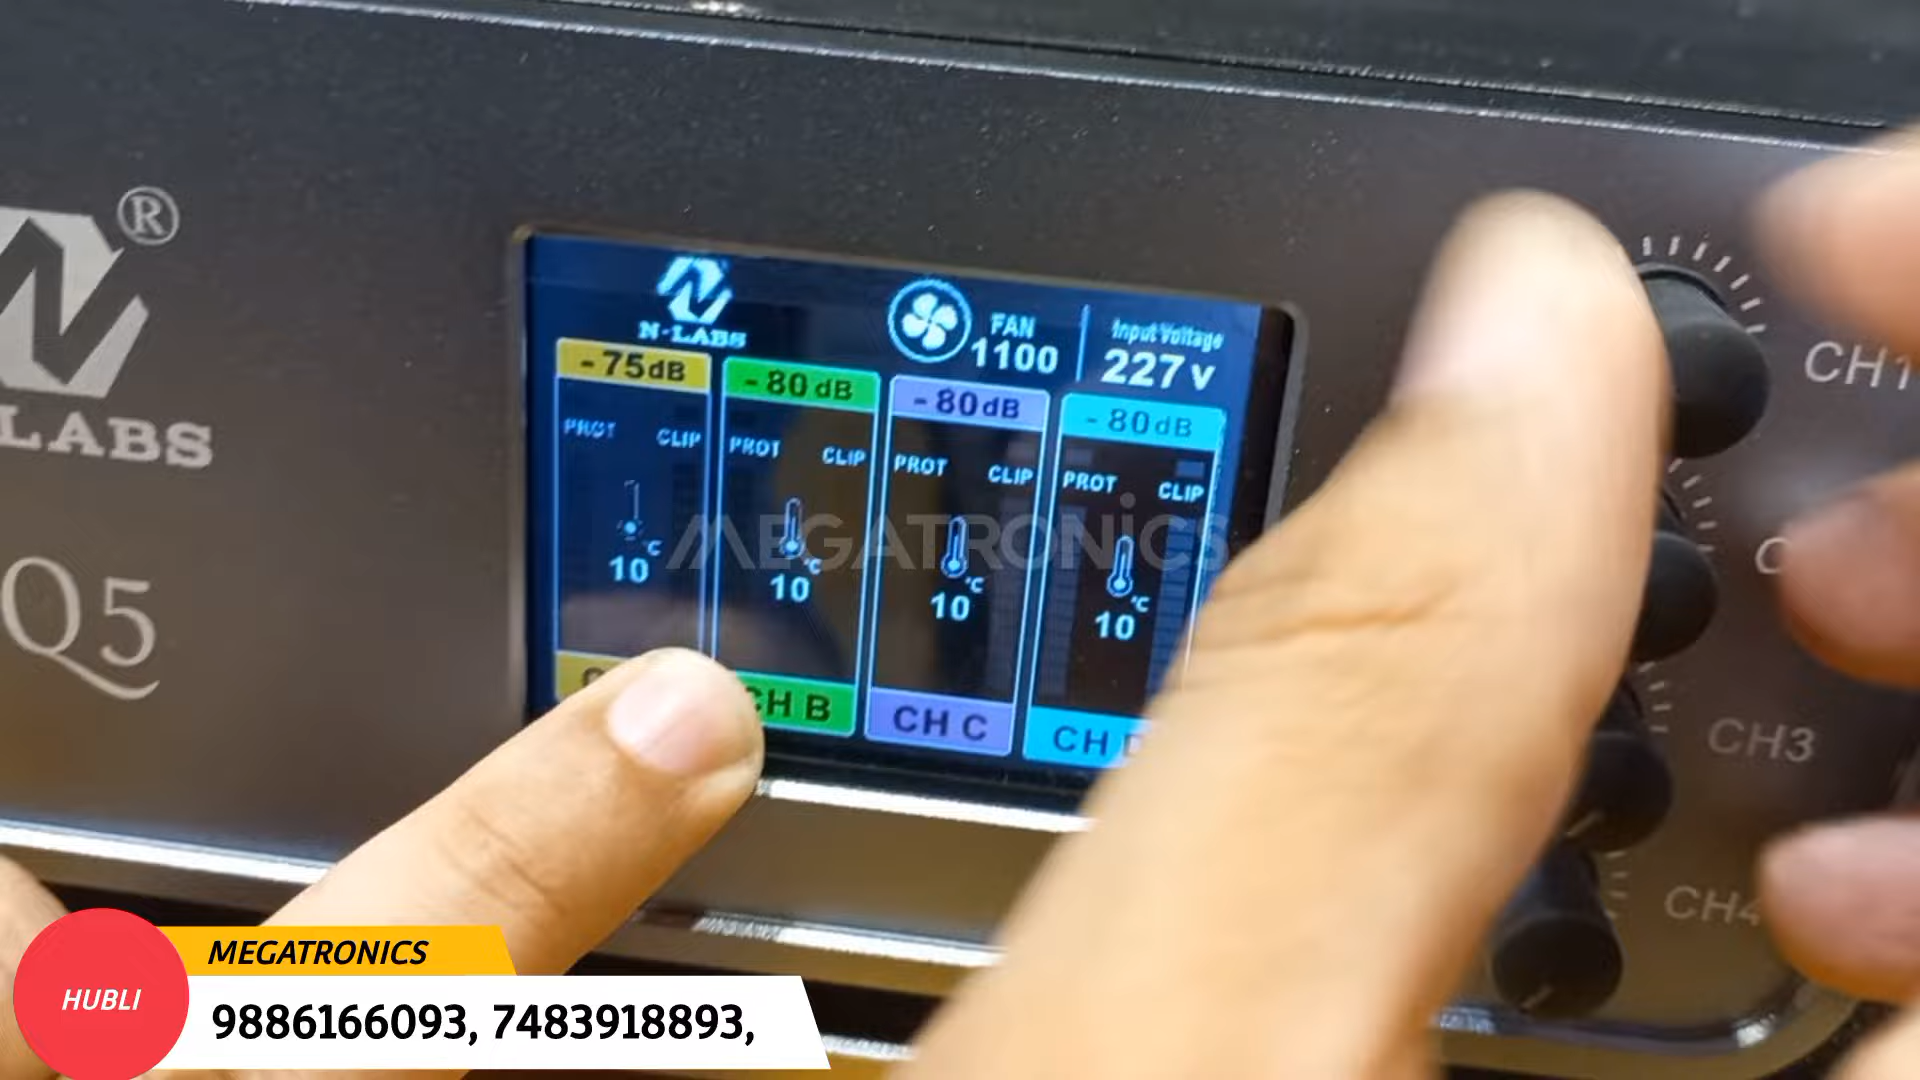 ®
LABS
Q5
N-LABS
FAN
1100
Input Voltage
227 v
-75dB
-80dB
-80dB
-80dB
PROT CLIP
PROT CLIP
PROT CLIP
PROT CLIP
°C
10
°C
10
°C
10
°C
10
CH B
CH C
CH
CH1
CH3
CH4
MEGATRONICS
MEGATRONICS
HUBLI
9886166093, 7483918893,